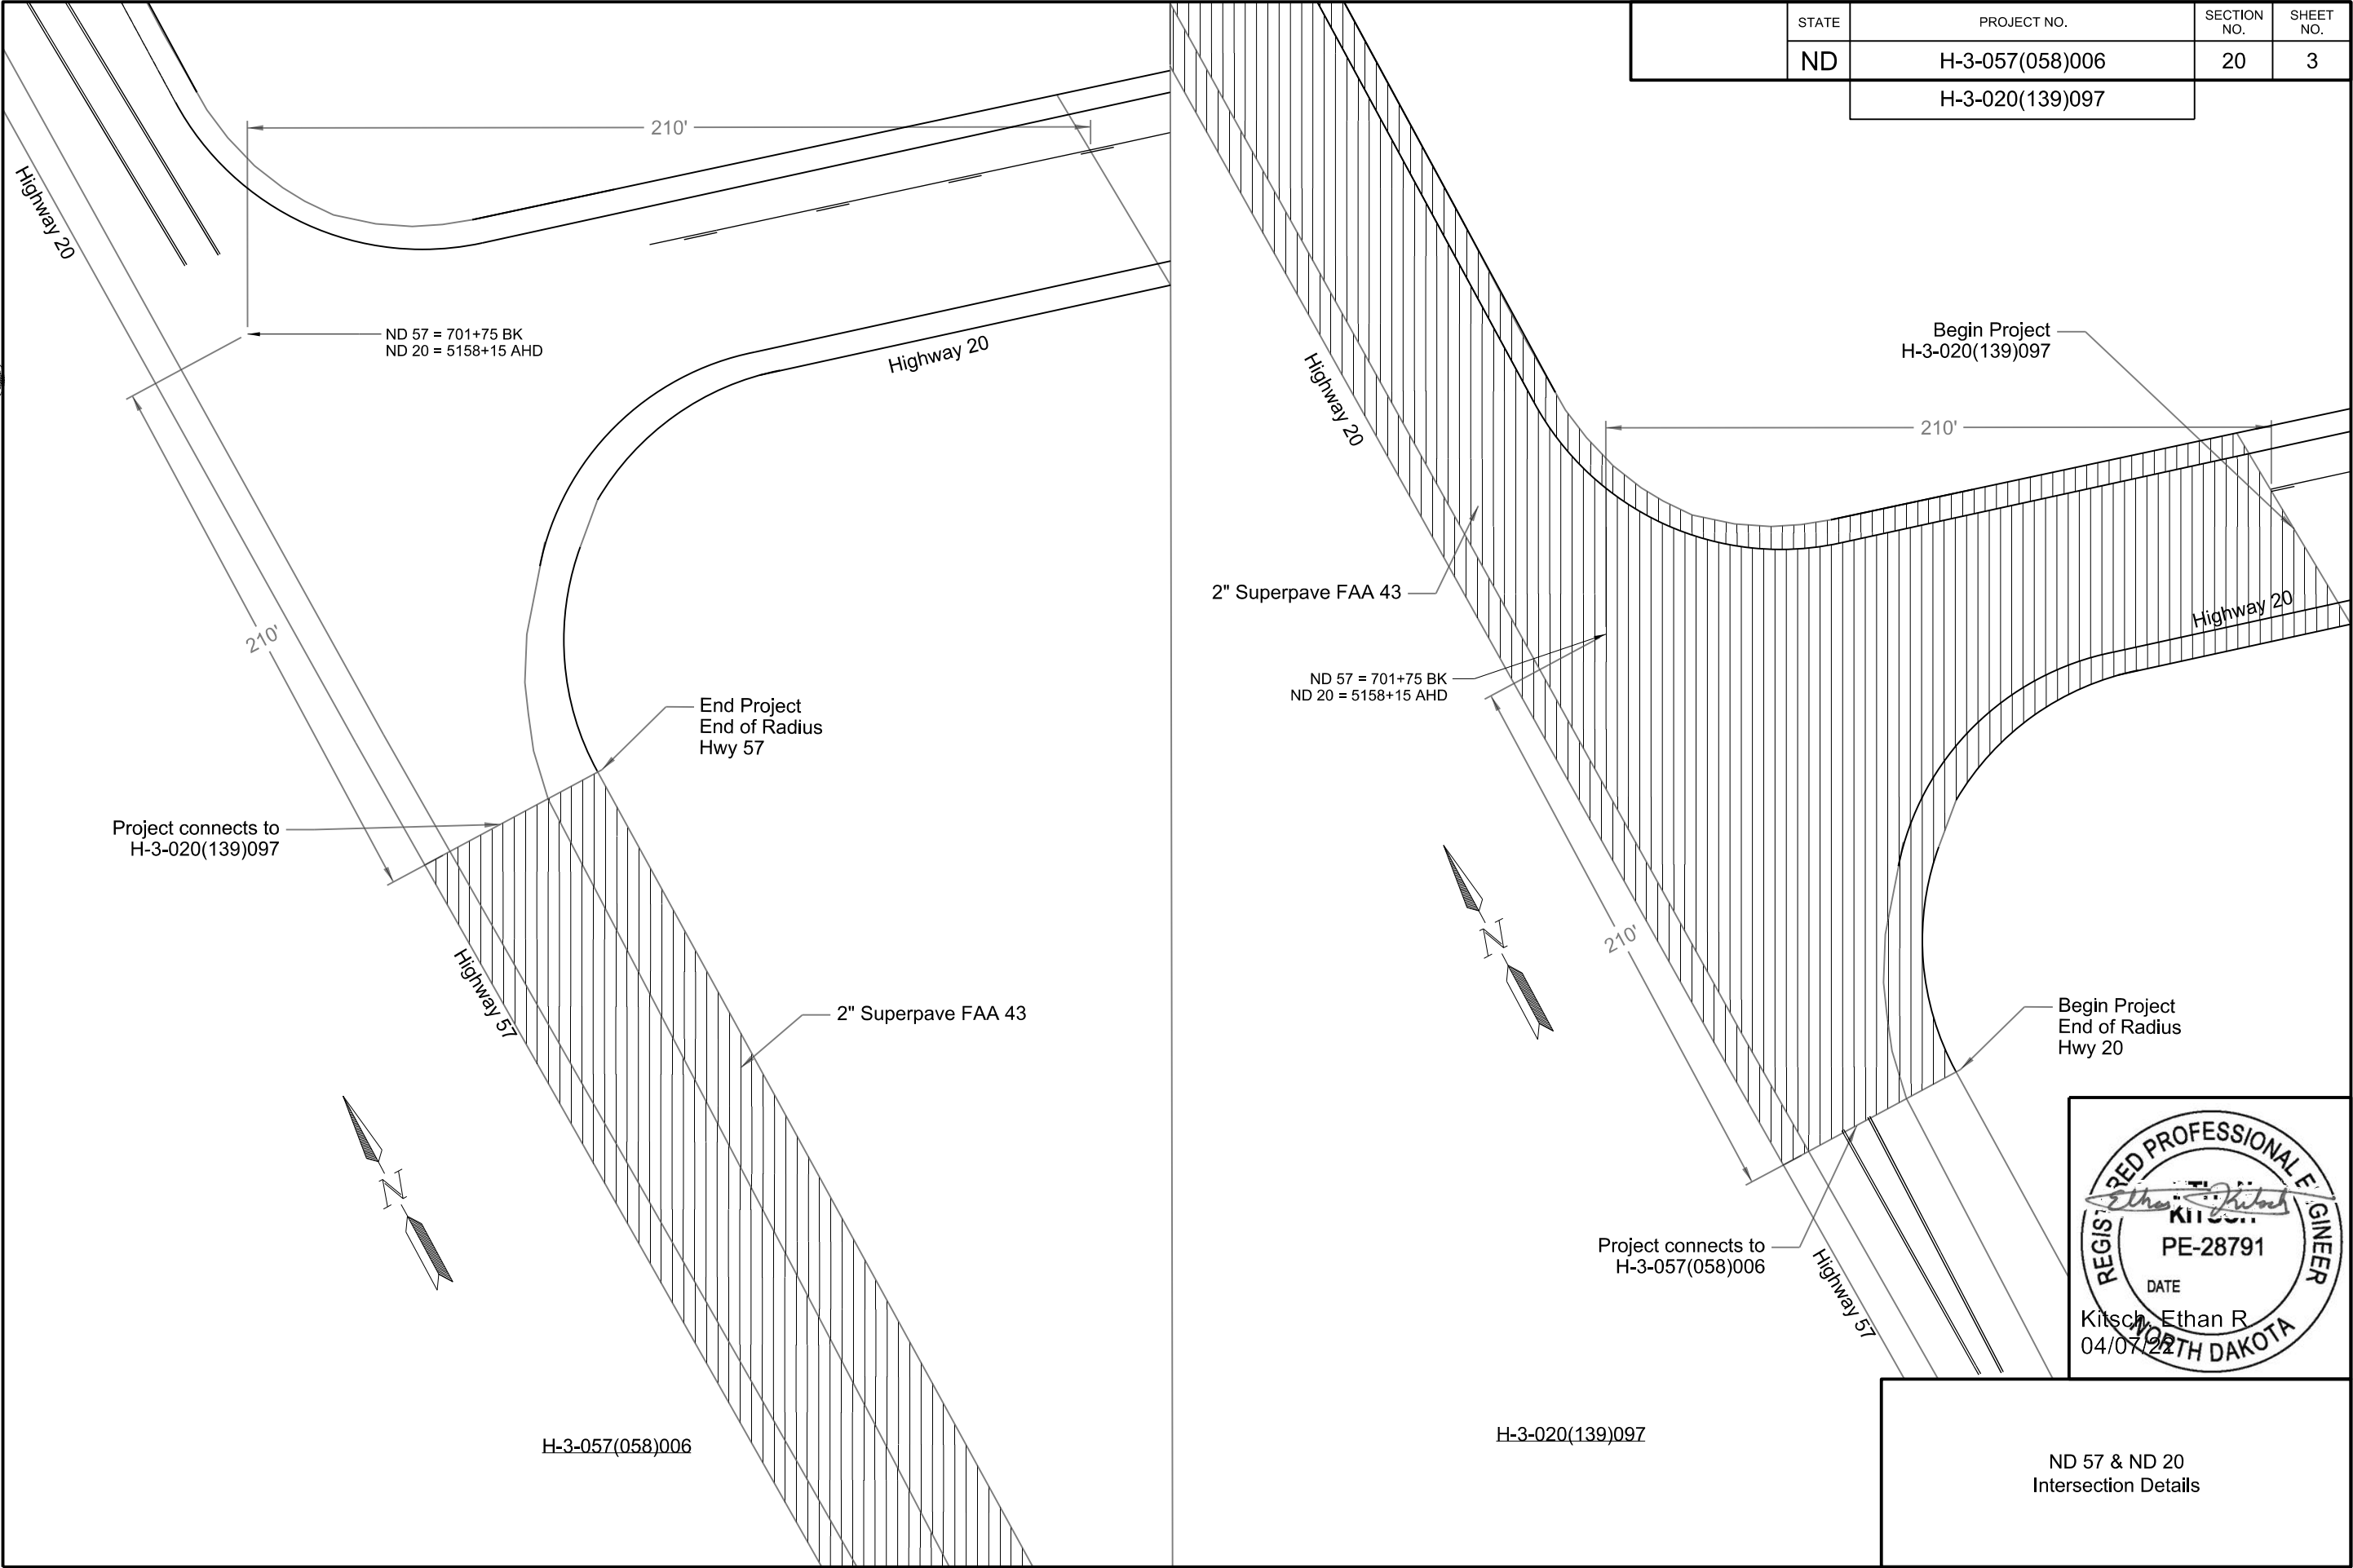 STATE
PROJECT NO.
SECTION NO.
SHEET NO.
ND
H-3-057(058)006
20
3
H-3-020(139)097
210'
Highway 20
ND 57 = 701+75 BK
ND 20 = 5158+15 AHD
Highway 20
210'
End Project
End of Radius
Hwy 57
Project connects to
H-3-020(139)097
Highway 57
2" Superpave FAA 43
N
H-3-057(058)006
Begin Project
H-3-020(139)097
Highway 20
210'
2" Superpave FAA 43
Highway 20
ND 57 = 701+75 BK
ND 20 = 5158+15 AHD
210'
N
Begin Project
End of Radius
Hwy 20
Project connects to
H-3-057(058)006
Highway 57
H-3-020(139)097
REGISTERED PROFESSIONAL ENGINEER
KITSCH
PE-28791
DATE
NORTH DAKOTA
Kitsch, Ethan R
04/07/22
ND 57 & ND 20
Intersection Details